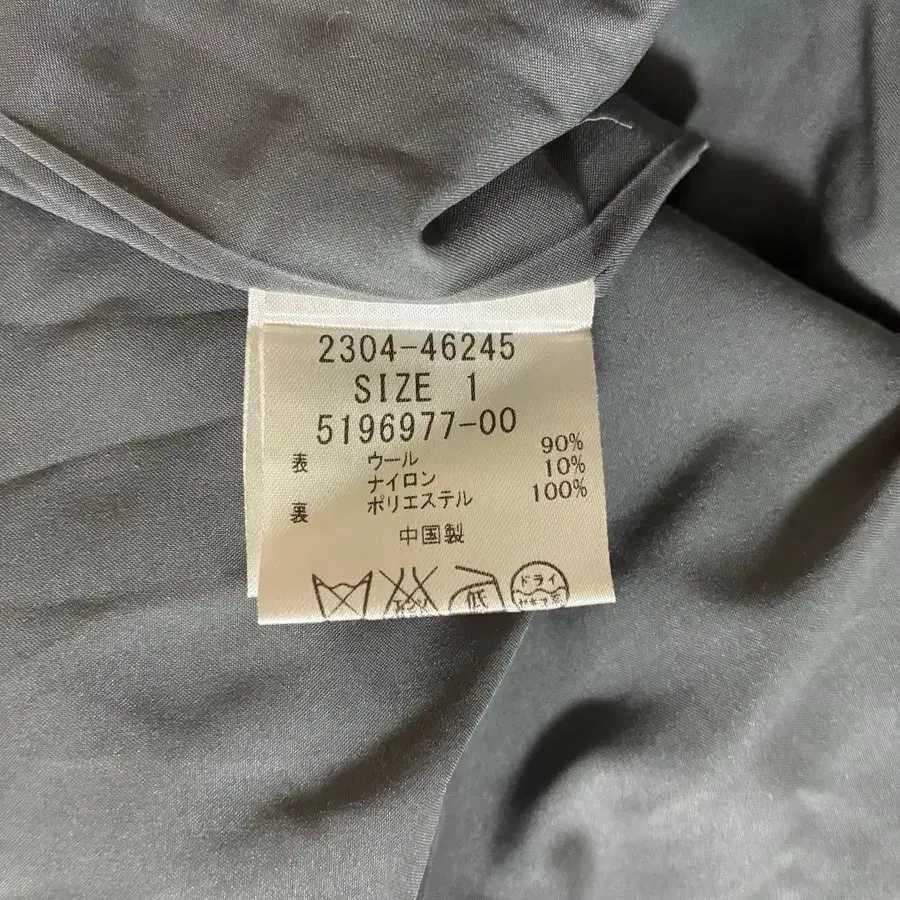 2304-46245
SIZE 1
5196977-00
表 ウール 90%
ナイロン 10%
裏 ポリエステル 100%
中国製
低 ドライ